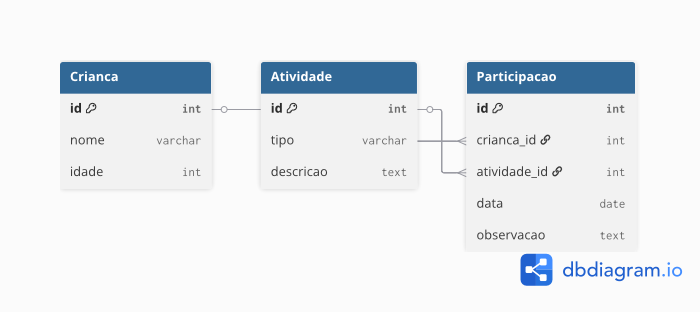 Crianca
id int
nome varchar
idade int
Atividade
id int
tipo varchar
descricao text
Participacao
id int
crianca_id int
atividade_id int
data date
observacao text
dbdiagram.io